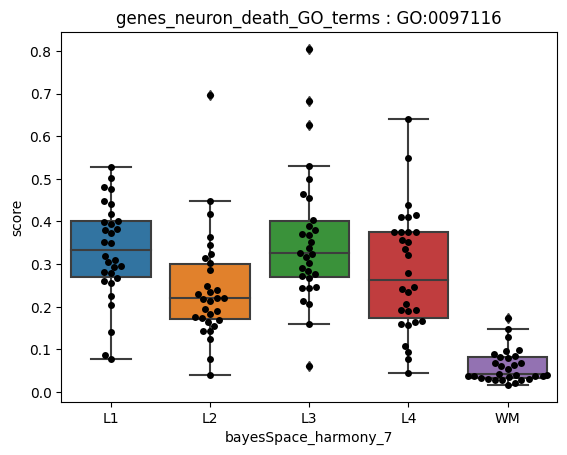 genes_neuron_death_GO_terms : GO:0097116
score
0.8
0.7
0.6
0.5
0.4
0.3
0.2
0.1
0.0
L1 L2 L3 L4 WM
bayesSpace_harmony_7